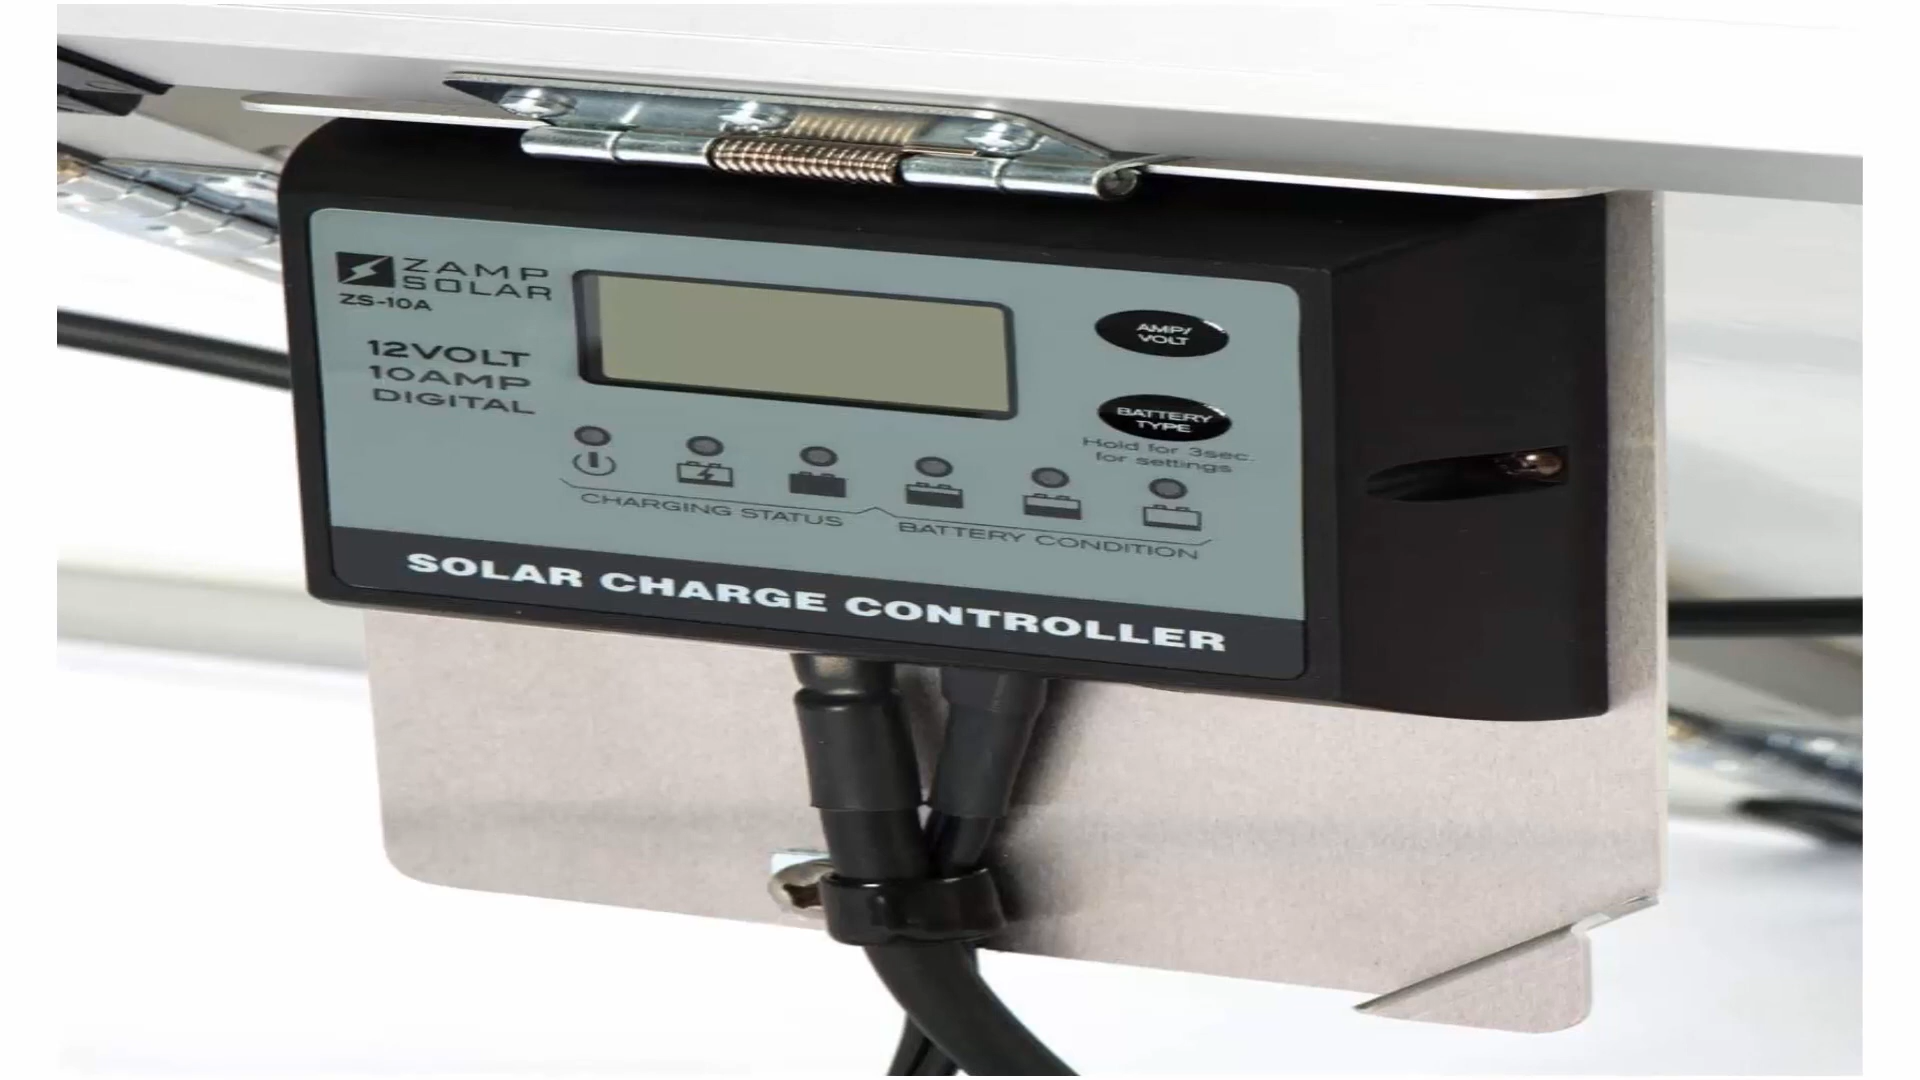 ZAMP
SOLAR
ZS-10A
12VOLT
10AMP
DIGITAL
AMP/
VOLT
BATTERY
TYPE
Hold for 3sec.
for settings
CHARGING STATUS
BATTERY CONDITION
SOLAR CHARGE CONTROLLER